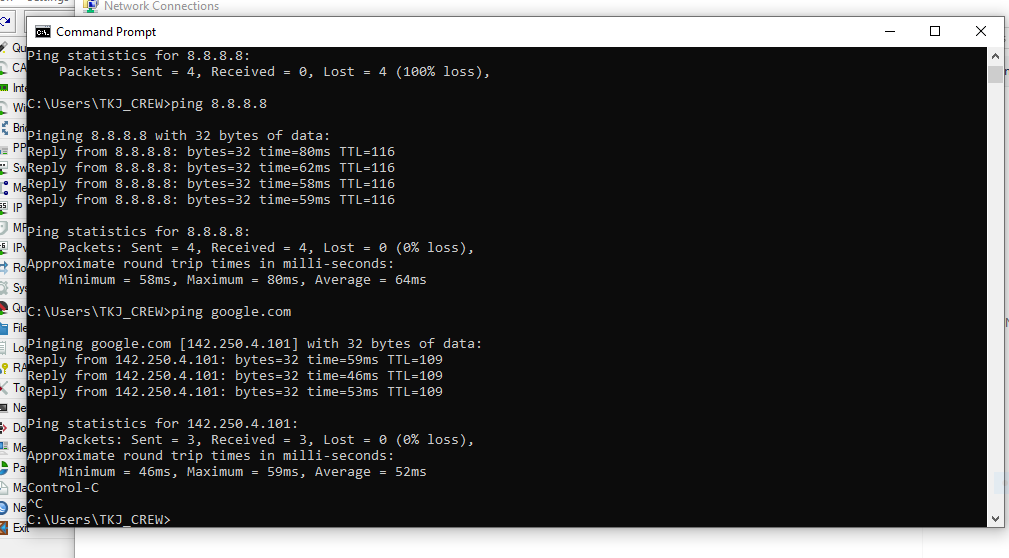 Settings
Network Connections
Command Prompt
Ping statistics for 8.8.8.8:
Packets: Sent = 4, Received = 0, Lost = 4 (100% loss),
C:\Users\TKJ_CREW>ping 8.8.8.8
Pinging 8.8.8.8 with 32 bytes of data:
Reply from 8.8.8.8: bytes=32 time=80ms TTL=116
Reply from 8.8.8.8: bytes=32 time=62ms TTL=116
Reply from 8.8.8.8: bytes=32 time=58ms TTL=116
Reply from 8.8.8.8: bytes=32 time=59ms TTL=116
Ping statistics for 8.8.8.8:
Packets: Sent = 4, Received = 4, Lost = 0 (0% loss),
Approximate round trip times in milli-seconds:
Minimum = 58ms, Maximum = 80ms, Average = 64ms
C:\Users\TKJ_CREW>ping google.com
Pinging google.com [142.250.4.101] with 32 bytes of data:
Reply from 142.250.4.101: bytes=32 time=59ms TTL=109
Reply from 142.250.4.101: bytes=32 time=46ms TTL=109
Reply from 142.250.4.101: bytes=32 time=53ms TTL=109
Ping statistics for 142.250.4.101:
Packets: Sent = 3, Received = 3, Lost = 0 (0% loss),
Approximate round trip times in milli-seconds:
Minimum = 46ms, Maximum = 59ms, Average = 52ms
Control-C
^C
C:\Users\TKJ_CREW>
Qu
CA
Inte
Wi
Brid
PP
Sw
Me
IP
MP
IPv
Ro
Sys
Qu
File
Log
RA
To
Ne
Do
Me
Pa
Ma
Ne
Exit